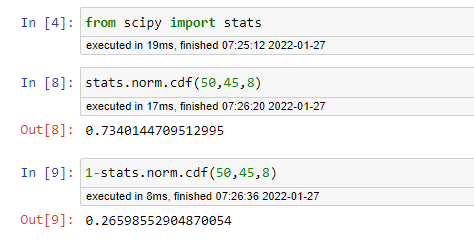 In [4]: from scipy import stats
executed in 19ms, finished 07:25:12 2022-01-27
In [8]: stats.norm.cdf(50,45,8)
executed in 17ms, finished 07:26:20 2022-01-27
Out[8]: 0.7340144709512995
In [9]: 1-stats.norm.cdf(50,45,8)
executed in 8ms, finished 07:26:36 2022-01-27
Out[9]: 0.26598552904870054